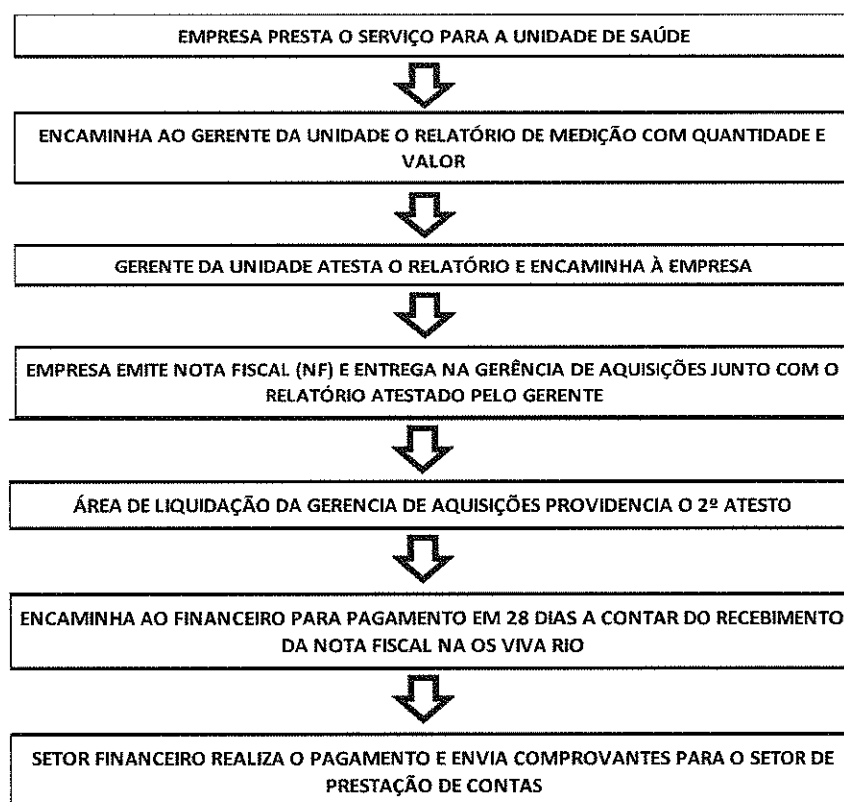 EMPRESA PRESTA O SERVIÇO PARA A UNIDADE DE SAÚDE
ENCAMINHA AO GERENTE DA UNIDADE O RELATÓRIO DE MEDIÇÃO COM QUANTIDADE E
VALOR
GERENTE DA UNIDADE ATESTA O RELATÓRIO E ENCAMINHA À EMPRESA
EMPRESA EMITE NOTA FISCAL (NF) E ENTREGA NA GERÊNCIA DE AQUISIÇÕES JUNTO COM O
RELATÓRIO ATESTADO PELO GERENTE
ÁREA DE LIQUIDAÇÃO DA GERENCIA DE AQUISIÇÕES PROVIDENCIA O 2º ATESTO
ENCAMINHA AO FINANCEIRO PARA PAGAMENTO EM 28 DIAS A CONTAR DO RECEBIMENTO
DA NOTA FISCAL NA OS VIVA RIO
SETOR FINANCEIRO REALIZA O PAGAMENTO E ENVIA COMPROVANTES PARA O SETOR DE
PRESTAÇÃO DE CONTAS